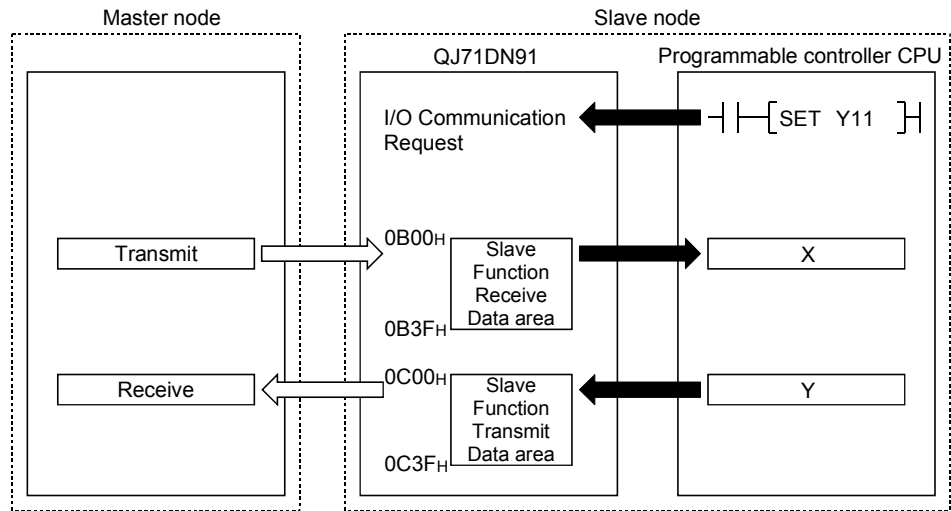 Master node
Slave node
QJ71DN91
Programmable controller CPU
I/O Communication
Request
SET Y11
Transmit
0B00H
Slave
Function
Receive
Data area
0B3FH
X
Receive
0C00H
Slave
Function
Transmit
Data area
0C3FH
Y